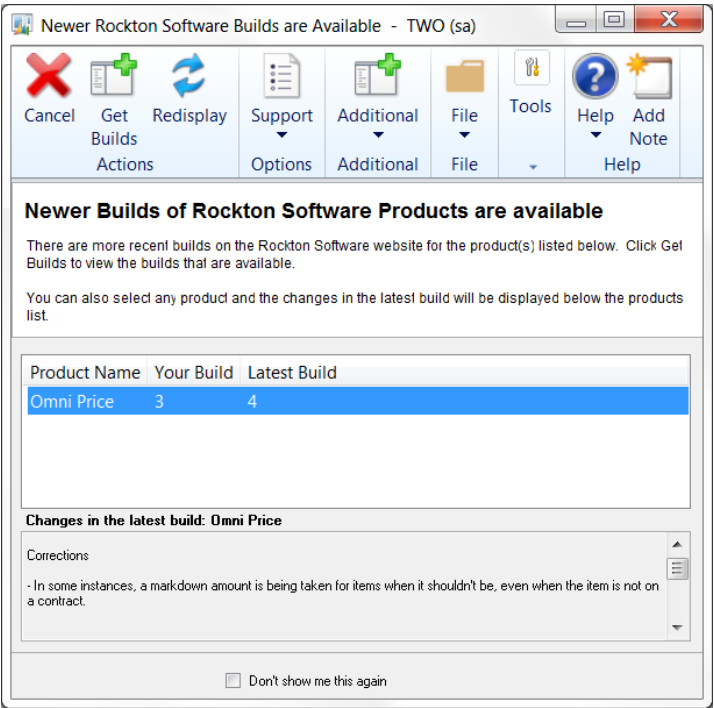 Newer Rockton Software Builds are Available - TWO (sa)
Cancel
Get
Builds
Redisplay
Actions
Support
Options
Additional
Additional
File
File
Tools
Help
Add
Note
Help
Newer Builds of Rockton Software Products are available
There are more recent builds on the Rockton Software website for the product(s) listed below. Click Get
Builds to view the builds that are available.
You can also select any product and the changes in the latest build will be displayed below the products
list.
Product Name Your Build Latest Build
Omni Price 3 4
Changes in the latest build: Omni Price
Corrections
- In some instances, a markdown amount is being taken for items when it shouldn't be, even when the item is not on
a contract.
Don't show me this again